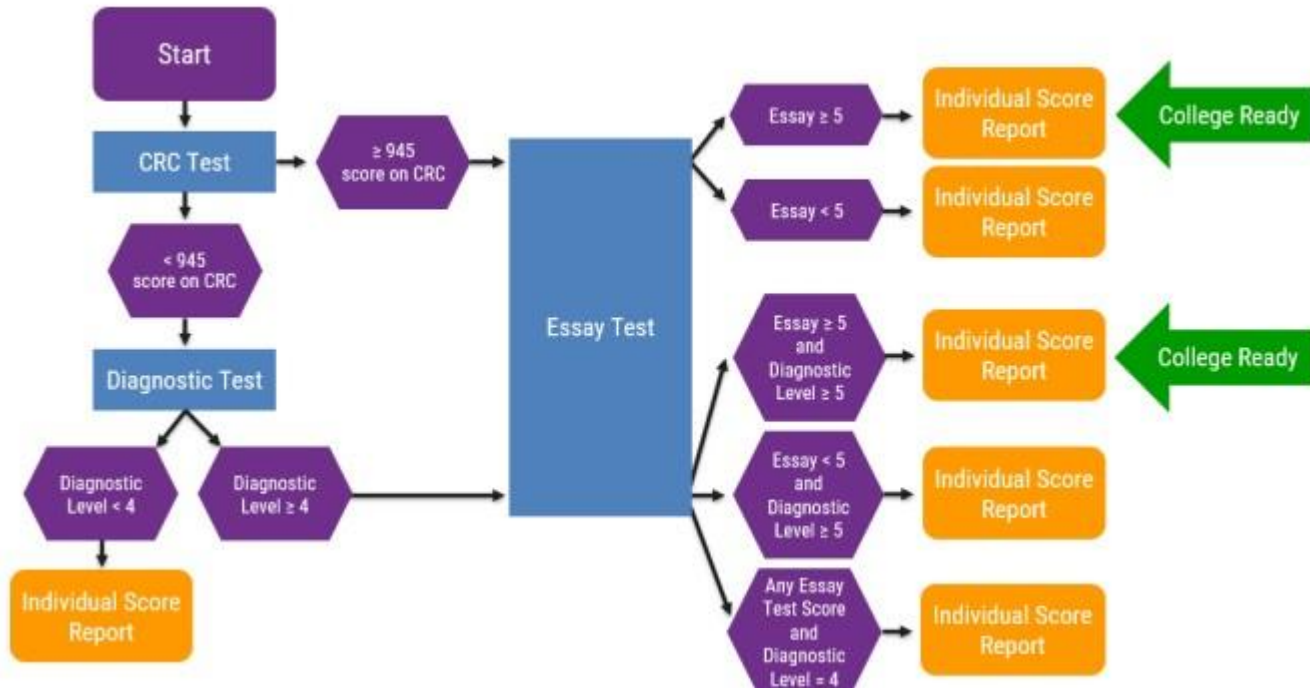 Start
CRC Test
≥ 945
score on CRC
< 945
score on CRC
Diagnostic Test
Diagnostic
Level < 4
Diagnostic
Level ≥ 4
Individual Score
Report
Essay Test
Essay ≥ 5
Individual Score
Report
College Ready
Essay < 5
Individual Score
Report
Essay ≥ 5
and
Diagnostic
Level ≥ 5
Individual Score
Report
College Ready
Essay < 5
and
Diagnostic
Level ≥ 5
Individual Score
Report
Any Essay
Test Score
and
Diagnostic
Level = 4
Individual Score
Report